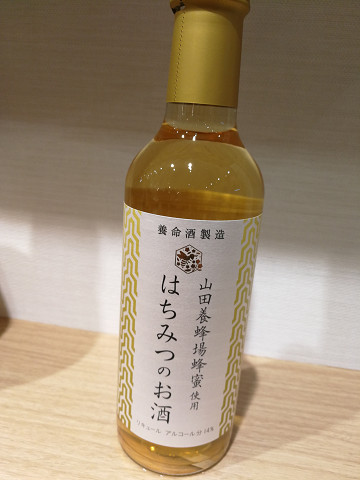 養命酒製造
山田養蜂場蜂蜜使用
はちみつのお酒
リキュール アルコール分14%